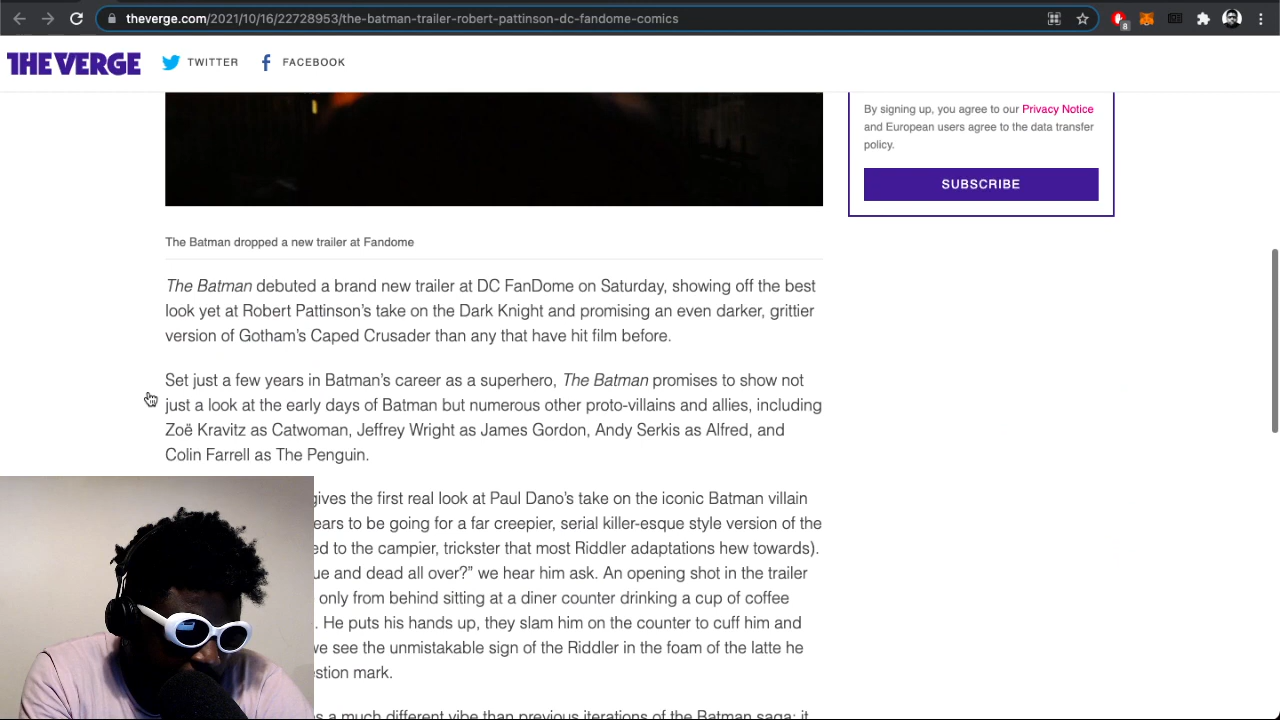 theverge.com/2021/10/16/22728953/the-batman-trailer-robert-pattinson-dc-fandome-comics
8
THE VERGE
TWITTER
FACEBOOK
By signing up, you agree to our Privacy Notice
and European users agree to the data transfer
policy.
SUBSCRIBE
The Batman dropped a new trailer at Fandome
The Batman debuted a brand new trailer at DC FanDome on Saturday, showing off the best
look yet at Robert Pattinson’s take on the Dark Knight and promising an even darker, grittier
version of Gotham’s Caped Crusader than any that have hit film before.
Set just a few years in Batman’s career as a superhero, The Batman promises to show not
just a look at the early days of Batman but numerous other proto-villains and allies, including
Zoë Kravitz as Catwoman, Jeffrey Wright as James Gordon, Andy Serkis as Alfred, and
Colin Farrell as The Penguin.
gives the first real look at Paul Dano’s take on the iconic Batman villain
ears to be going for a far creepier, serial killer-esque style version of the
ed to the campier, trickster that most Riddler adaptations hew towards).
ue and dead all over?” we hear him ask. An opening shot in the trailer
only from behind sitting at a diner counter drinking a cup of coffee
. He puts his hands up, they slam him on the counter to cuff him and
we see the unmistakable sign of the Riddler in the foam of the latte he
estion mark.
s a much different vibe than previous iterations of the Batman saga: it